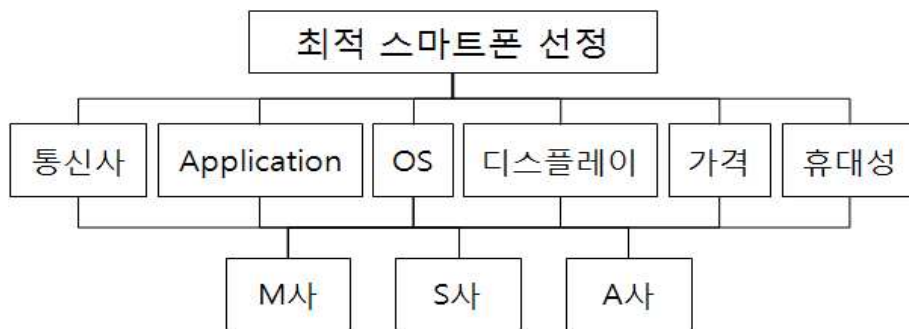 최적 스마트폰 선정
통신사 Application OS 디스플레이 가격 휴대성
M사 S사 A사